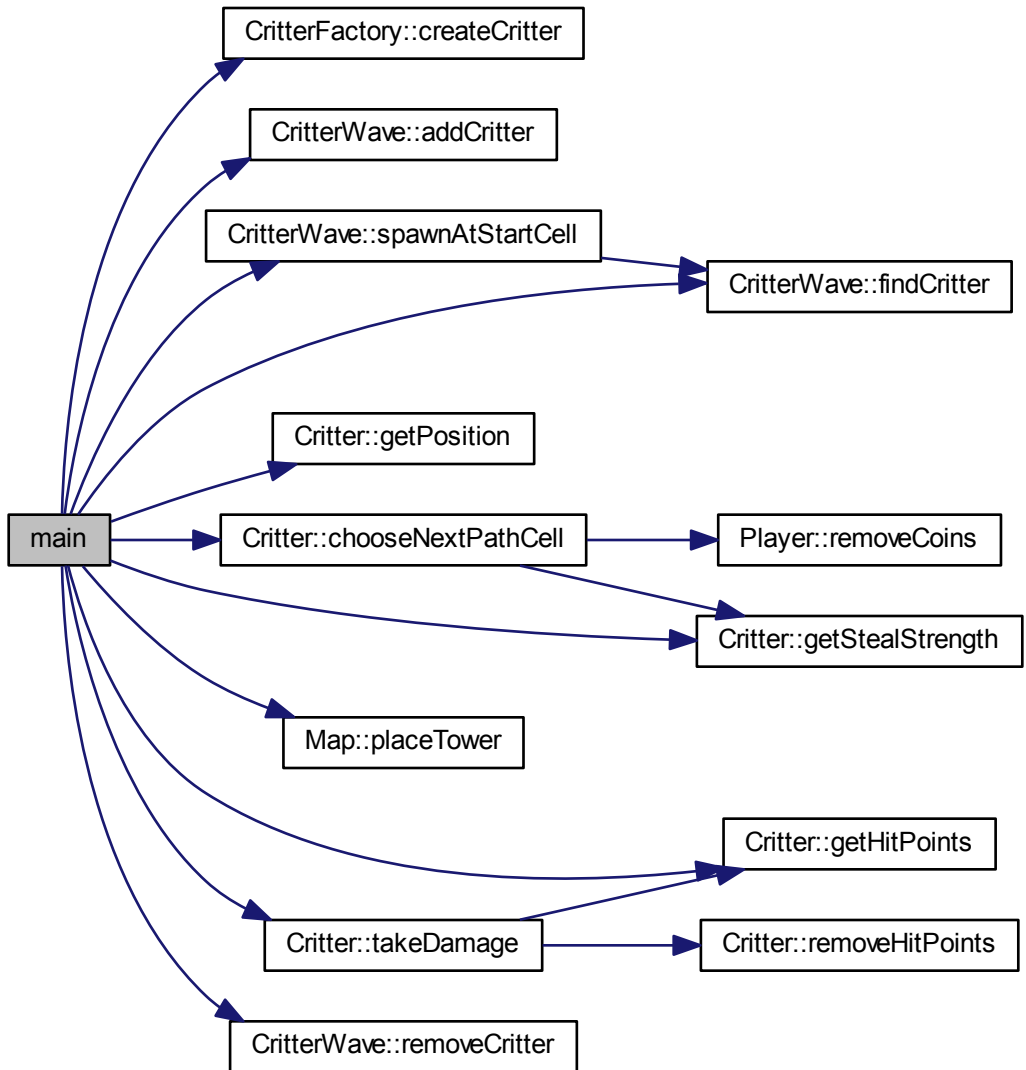 CritterFactory::createCritter
CritterWave::addCritter
CritterWave::spawnAtStartCell
CritterWave::findCritter
Critter::getPosition
main
Critter::chooseNextPathCell
Player::removeCoins
Critter::getStealStrength
Map::placeTower
Critter::getHitPoints
Critter::takeDamage
Critter::removeHitPoints
CritterWave::removeCritter